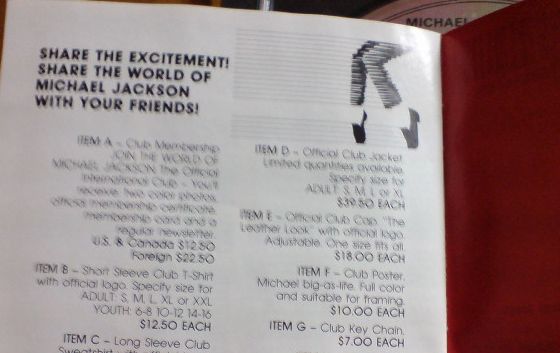 MICHAEL
SHARE THE EXCITEMENT!
SHARE THE WORLD OF
MICHAEL JACKSON
WITH YOUR FRIENDS!
ITEM A – Club Membership
JOIN THE WORLD OF
MICHAEL JACKSON The Official
International Club – You'll
receive two color photos,
official membership certificate,
membership card and a
regular newsletter.
U.S. & Canada $12.50
Foreign $22.50
ITEM B – Short Sleeve Club T-Shirt
with official logo. Specify size for
ADULT: S, M, L, XL or XXL
YOUTH: 6-8 10-12 14-16
$12.50 EACH
ITEM C – Long Sleeve Club
Sweatshirt with
ITEM D – Official Club Jacket
Limited quantities available.
Specify size for
ADULT: S, M, L or XL
$39.50 EACH
ITEM E – Official Club Cap. "The
Leather Look" with official logo.
Adjustable. One size fits all.
$18.00 EACH
ITEM F – Club Poster.
Michael big-as-life. Full color
and suitable for framing.
$10.00 EACH
ITEM G – Club Key Chain.
$7.00 EACH